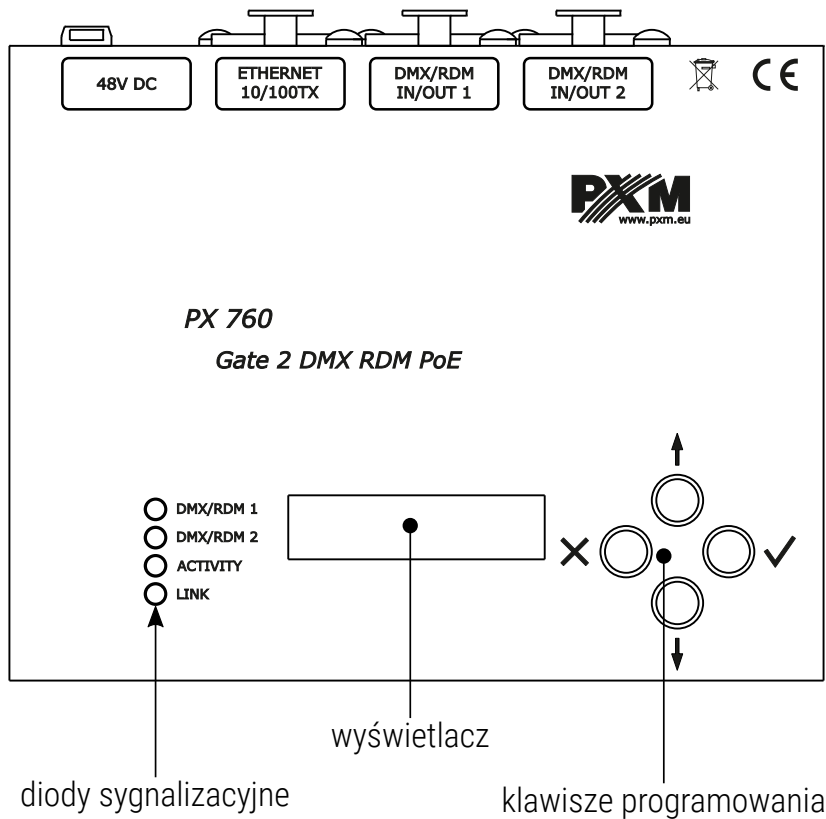 48V DC
ETHERNET
10/100TX
DMX/RDM
IN/OUT 1
DMX/RDM
IN/OUT 2
CE
PXM
www.pxm.eu
PX 760
Gate 2 DMX RDM PoE
DMX/RDM 1
DMX/RDM 2
ACTIVITY
LINK
wyświetlacz
diody sygnalizacyjne
klawisze programowania